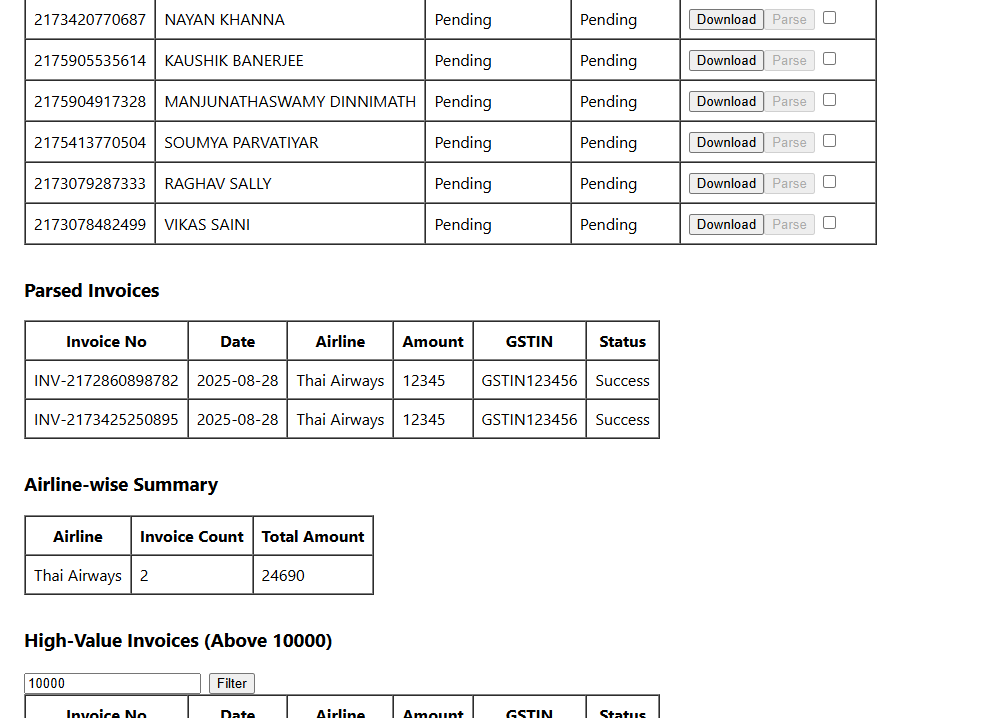 2173420770687 NAYAN KHANNA Pending Pending Download Parse
2175905535614 KAUSHIK BANERJEE Pending Pending Download Parse
2175904917328 MANJUNATHASWAMY DINNIMATH Pending Pending Download Parse
2175413770504 SOUMYA PARVATIYAR Pending Pending Download Parse
2173079287333 RAGHAV SALLY Pending Pending Download Parse
2173078482499 VIKAS SAINI Pending Pending Download Parse
Parsed Invoices
Invoice No Date Airline Amount GSTIN Status
INV-2172860898782 2025-08-28 Thai Airways 12345 GSTIN123456 Success
INV-2173425250895 2025-08-28 Thai Airways 12345 GSTIN123456 Success
Airline-wise Summary
Airline Invoice Count Total Amount
Thai Airways 2 24690
High-Value Invoices (Above 10000)
10000 Filter
Invoice No Date Airline Amount GSTIN Status